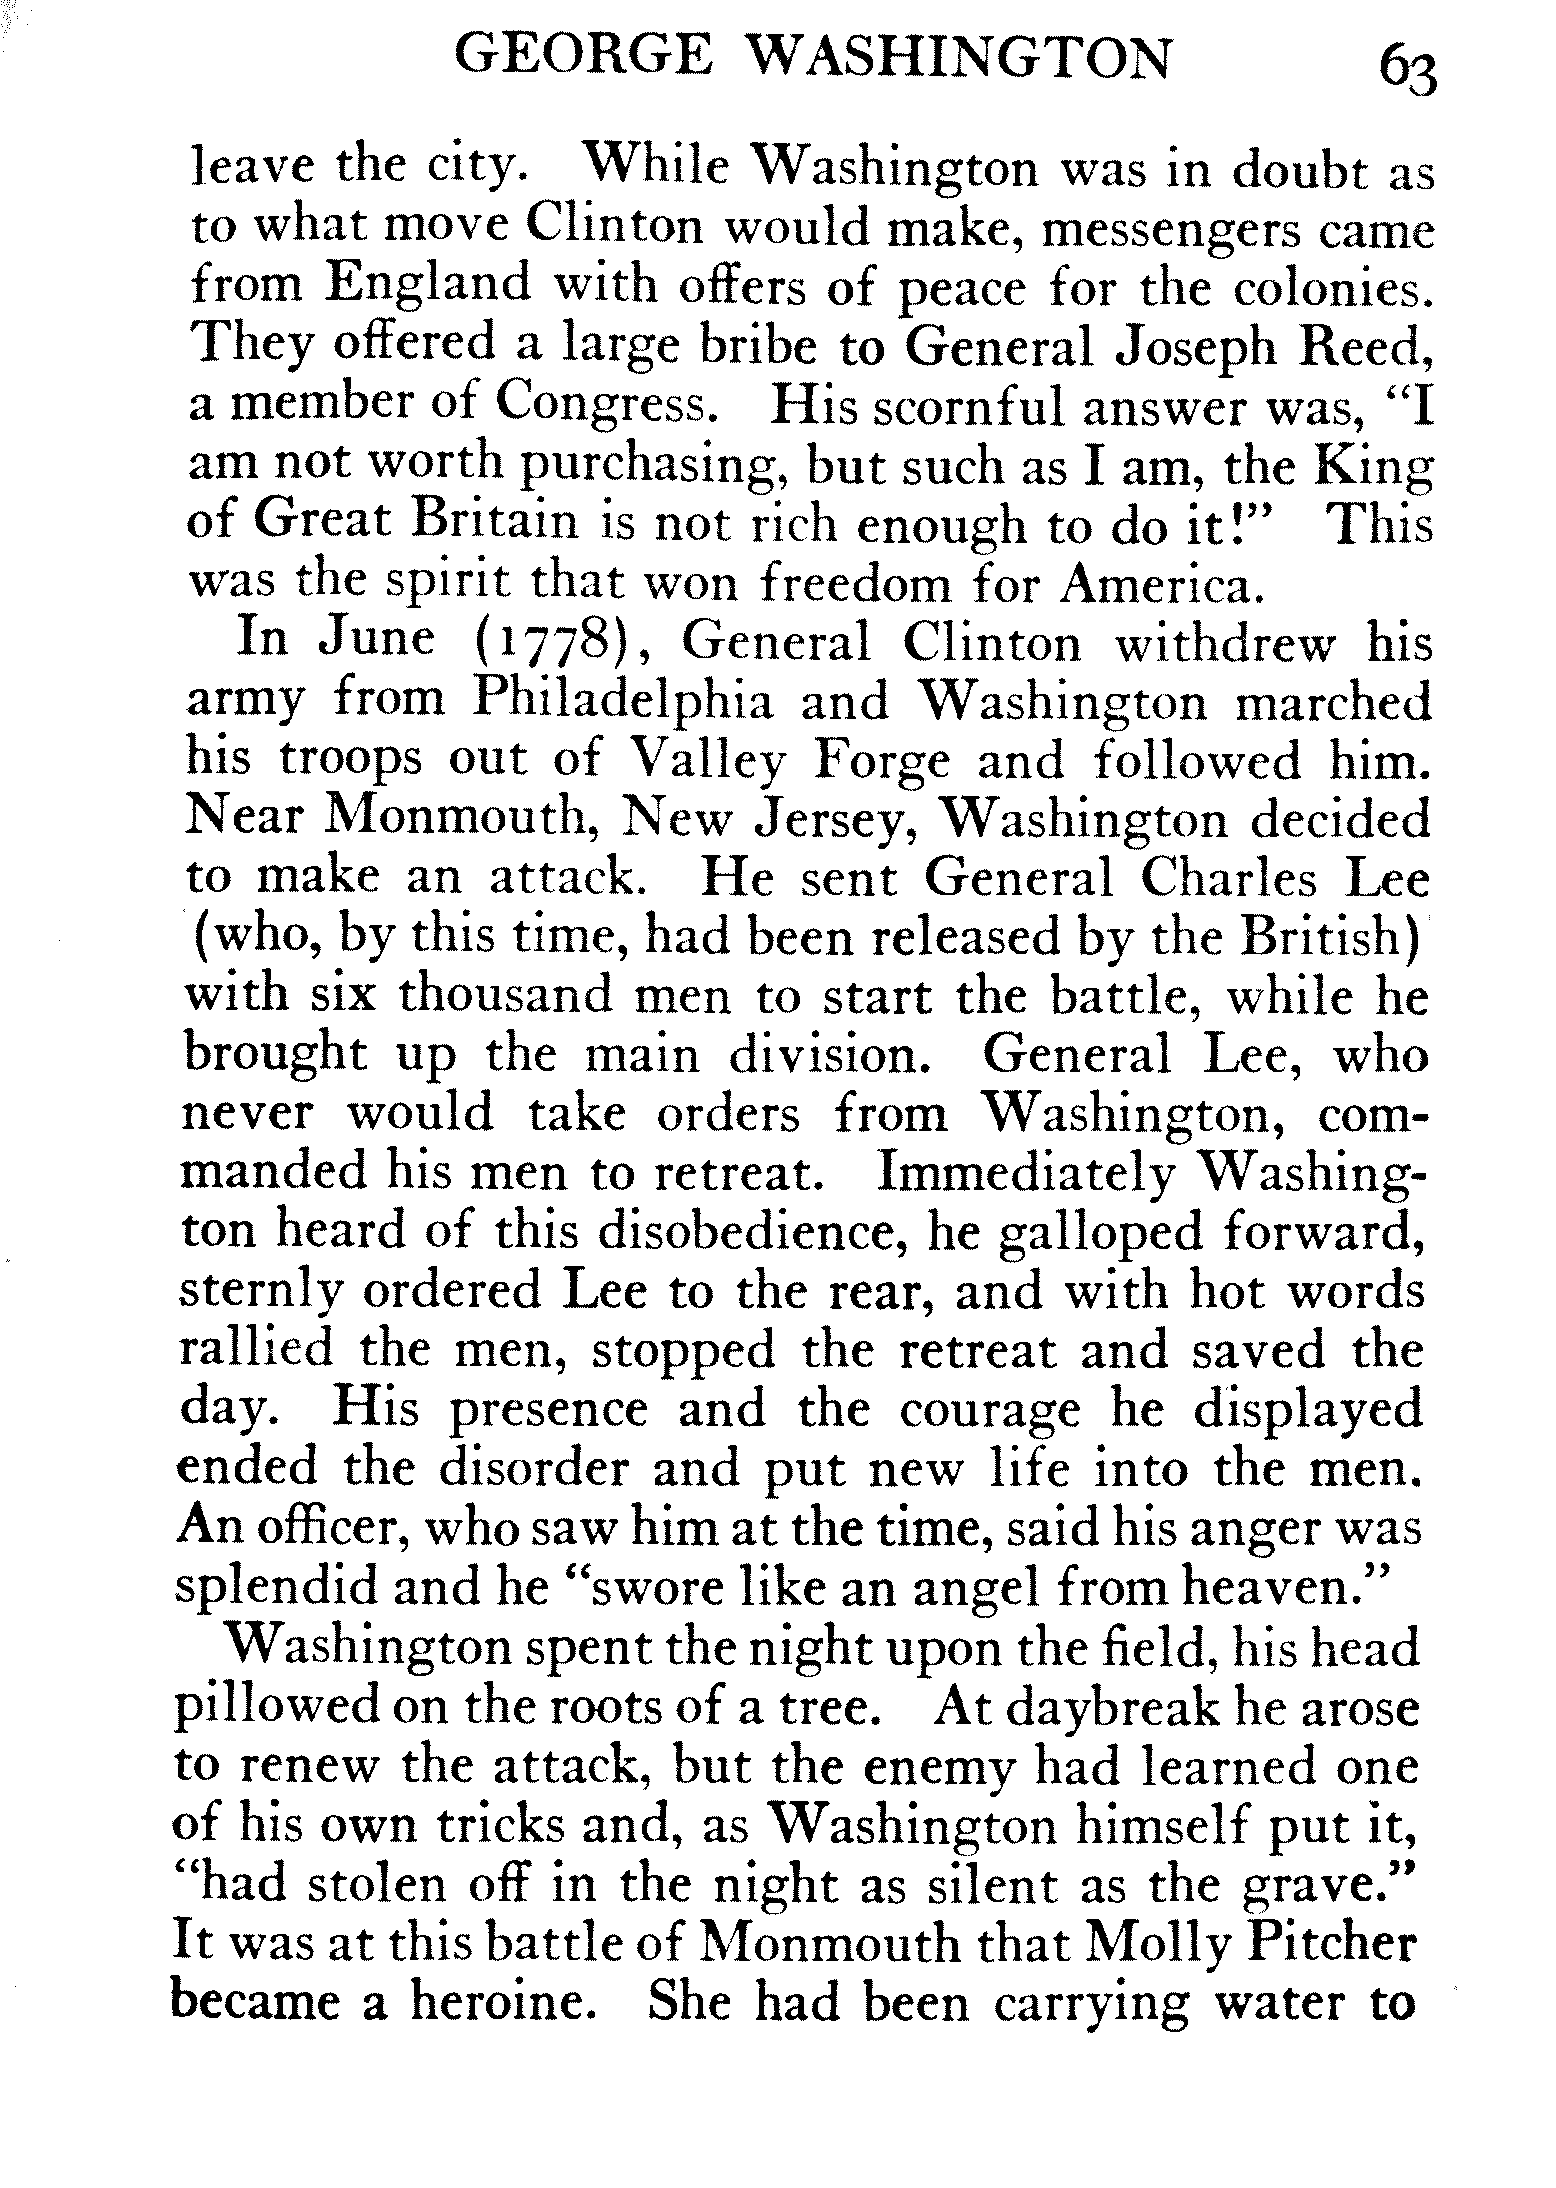 GEORGE WASHINGTON 63
leave the city. While Washington was in doubt as
to what move Clinton would make, messengers came
from England with offers of peace for the colonies.
They offered a large bribe to General Joseph Reed,
a member of Congress. His scornful answer was, “I
am not worth purchasing, but such as I am, the King
of Great Britain is not rich enough to do it!” This
was the spirit that won freedom for America.
In June (1778), General Clinton withdrew his
army from Philadelphia and Washington marched
his troops out of Valley Forge and followed him.
Near Monmouth, New Jersey, Washington decided
to make an attack. He sent General Charles Lee
(who, by this time, had been released by the British)
with six thousand men to start the battle, while he
brought up the main division. General Lee, who
never would take orders from Washington, com-
manded his men to retreat. Immediately Washing-
ton heard of this disobedience, he galloped forward,
sternly ordered Lee to the rear, and with hot words
rallied the men, stopped the retreat and saved the
day. His presence and the courage he displayed
ended the disorder and put new life into the men.
An officer, who saw him at the time, said his anger was
splendid and he “swore like an angel from heaven.”
Washington spent the night upon the field, his head
pillowed on the roots of a tree. At daybreak he arose
to renew the attack, but the enemy had learned one
of his own tricks and, as Washington himself put it,
“had stolen off in the night as silent as the grave.”
It was at this battle of Monmouth that Molly Pitcher
became a heroine. She had been carrying water to